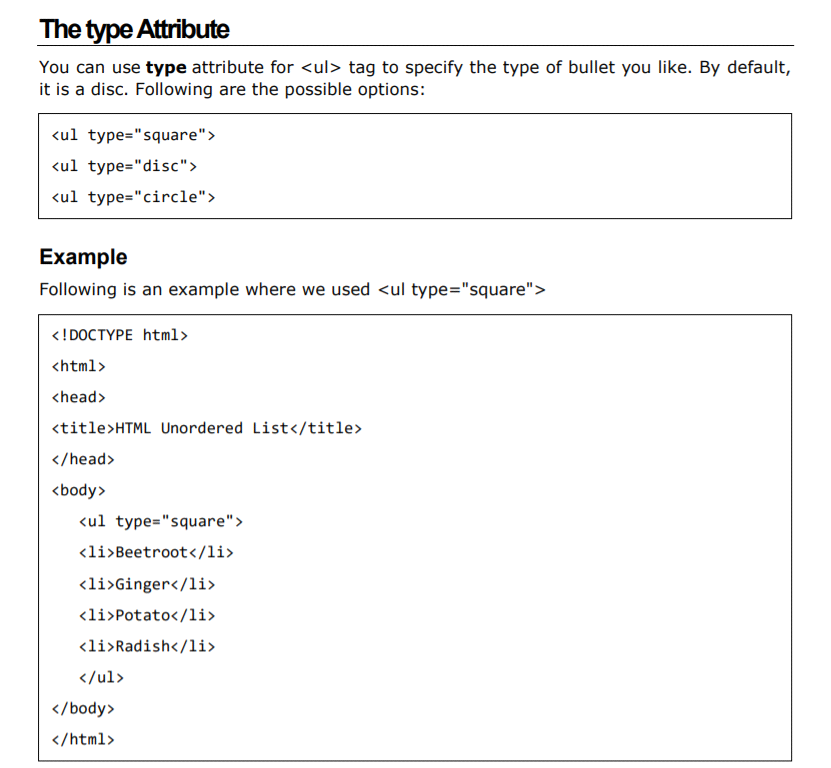 The type Attribute
You can use type attribute for <ul> tag to specify the type of bullet you like. By default,
it is a disc. Following are the possible options:
<ul type="square">
<ul type="disc">
<ul type="circle">
Example
Following is an example where we used <ul type="square">
<!DOCTYPE html>
<html>
<head>
<title>HTML Unordered List</title>
</head>
<body>
<ul type="square">
<li>Beetroot</li>
<li>Ginger</li>
<li>Potato</li>
<li>Radish</li>
</ul>
</body>
</html>